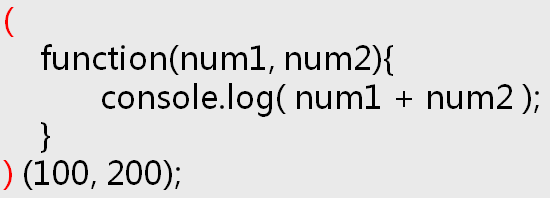 (
function(num1, num2){
console.log( num1 + num2 );
}
) (100, 200);